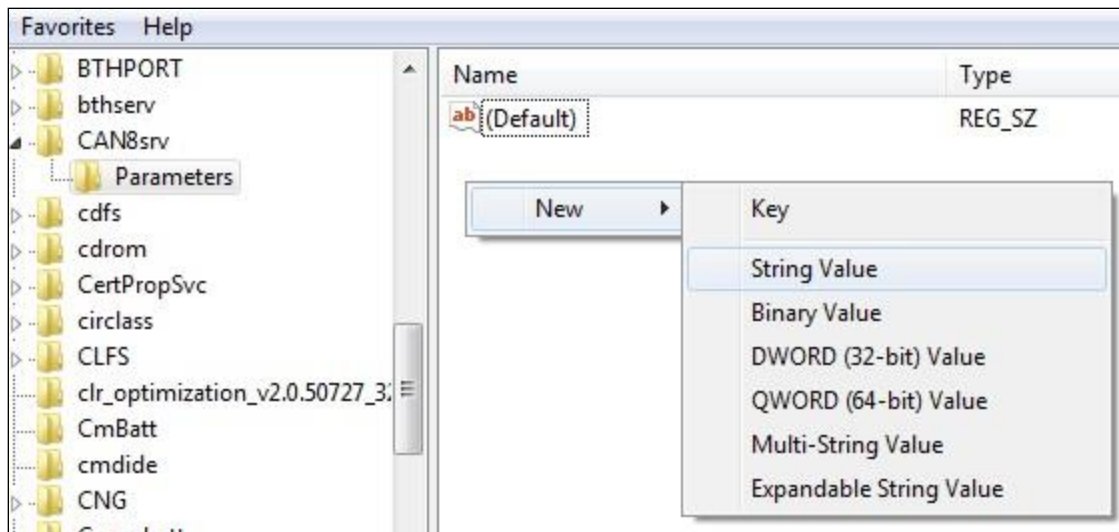 Favorites Help
BTHPORT
bthserv
CAN8srv
Parameters
cdfs
cdrom
CertPropSvc
circlass
CLFS
clr_optimization_v2.0.50727_32
CmBatt
cmdide
CNG
Name Type
ab (Default) REG_SZ
New
Key
String Value
Binary Value
DWORD (32-bit) Value
QWORD (64-bit) Value
Multi-String Value
Expandable String Value